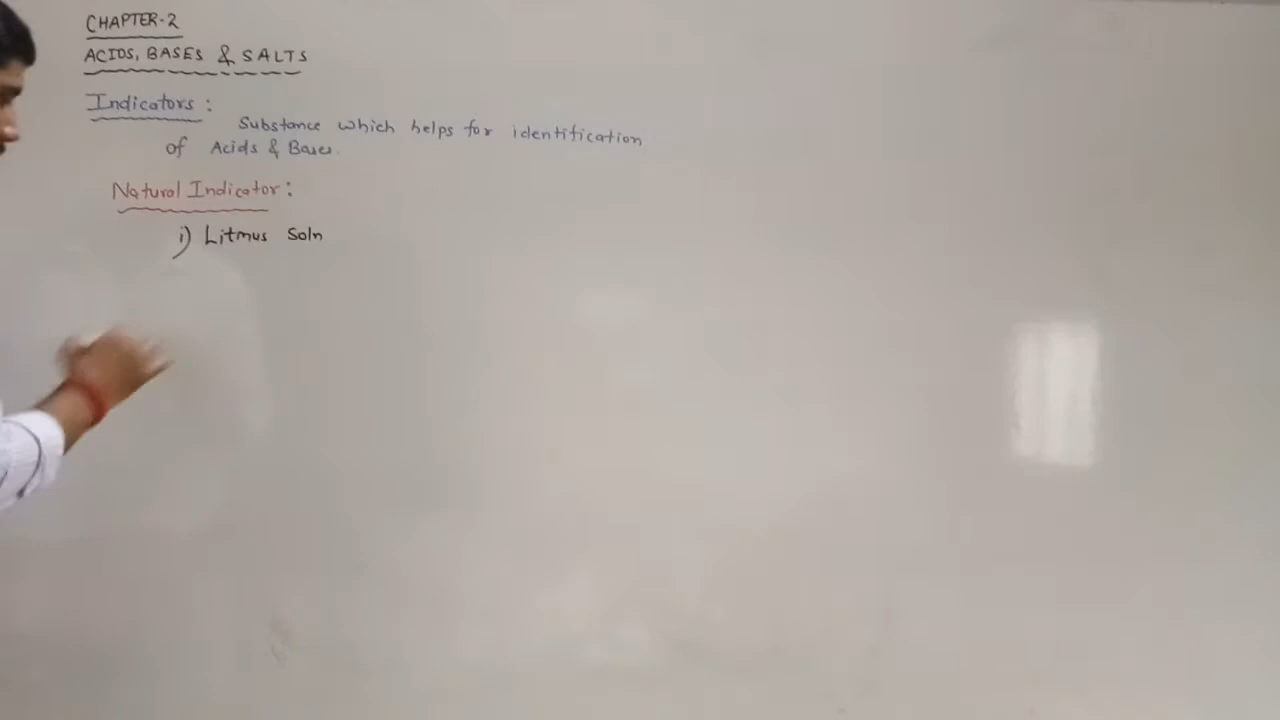 CHAPTER-2
ACIDS, BASES & SALTS
Indicators :
Substance which helps for identification
of Acids & Bases.
Natural Indicator :
i) Litmus Soln